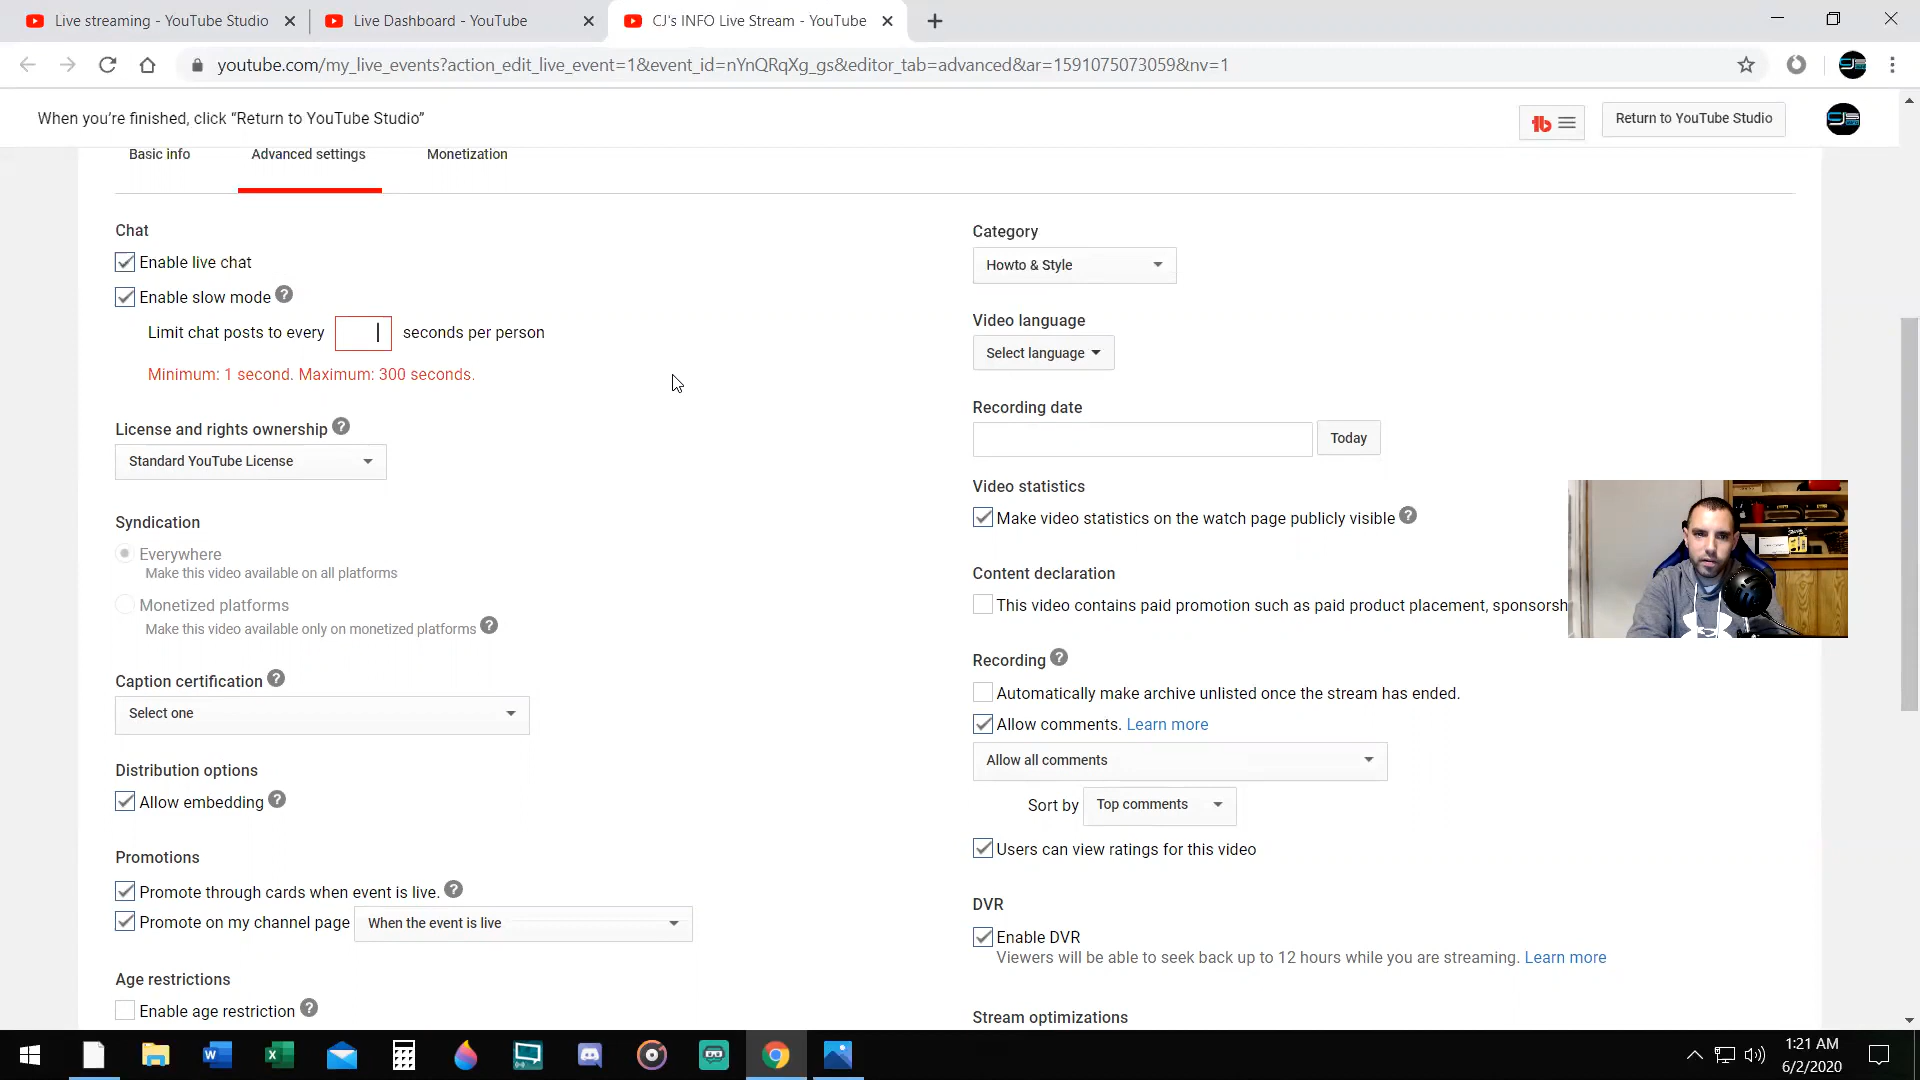 Live streaming - YouTube Studio
Live Dashboard - YouTube
CJ's INFO Live Stream - YouTube
youtube.com/my_live_events?action_edit_live_event=1&event_id=nYnQRqXg_gs&editor_tab=advanced&ar=1591075073059&nv=1
When you're finished, click “Return to YouTube Studio”
Return to YouTube Studio
Basic info
Advanced settings
Monetization
Chat
Enable live chat
Enable slow mode
Limit chat posts to every seconds per person
Minimum: 1 second. Maximum: 300 seconds.
License and rights ownership
Standard YouTube License
Syndication
Everywhere
Make this video available on all platforms
Monetized platforms
Make this video available only on monetized platforms
Caption certification
Select one
Distribution options
Allow embedding
Promotions
Promote through cards when event is live.
Promote on my channel page
When the event is live
Age restrictions
Enable age restriction
Category
Howto & Style
Video language
Select language
Recording date
Today
Video statistics
Make video statistics on the watch page publicly visible
Content declaration
This video contains paid promotion such as paid product placement, sponsorsh
Recording
Automatically make archive unlisted once the stream has ended.
Allow comments. Learn more
Allow all comments
Sort by
Top comments
Users can view ratings for this video
DVR
Enable DVR
Viewers will be able to seek back up to 12 hours while you are streaming. Learn more
Stream optimizations
1:21 AM
6/2/2020